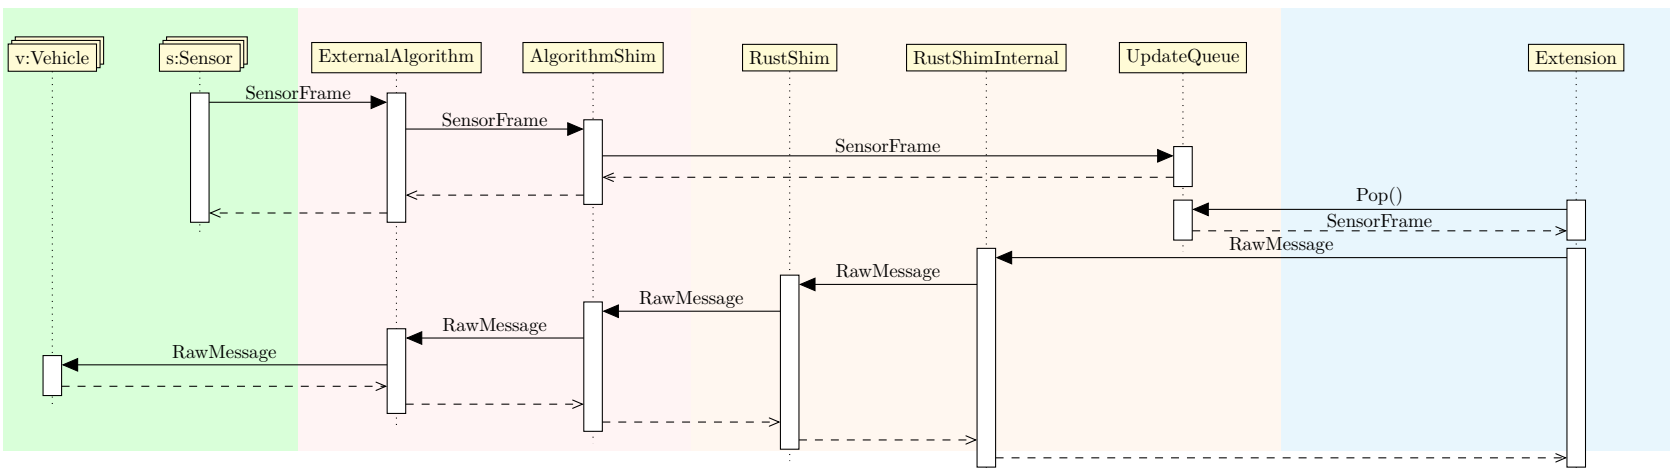 v:Vehicle
s:Sensor
ExternalAlgorithm
AlgorithmShim
RustShim
RustShimInternal
UpdateQueue
Extension
SensorFrame
SensorFrame
SensorFrame
Pop()
SensorFrame
RawMessage
RawMessage
RawMessage
RawMessage
RawMessage